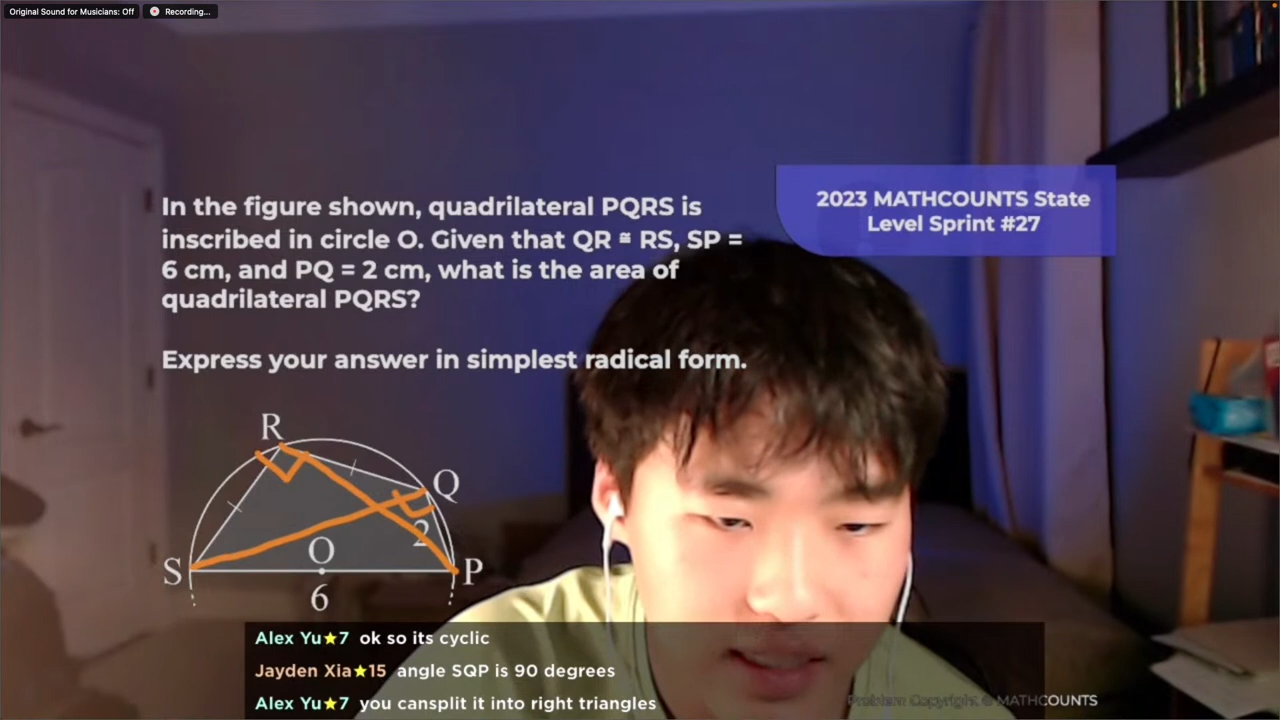 Original Sound for Musicians: Off
Recording...
In the figure shown, quadrilateral PQRS is
inscribed in circle O. Given that QR ≅ RS, SP =
6 cm, and PQ = 2 cm, what is the area of
quadrilateral PQRS?
Express your answer in simplest radical form.
2023 MATHCOUNTS State
Level Sprint #27
R
Q
2
O
S
P
6
Alex Yu★7 ok so its cyclic
Jayden Xia★15 angle SQP is 90 degrees
Alex Yu★7 you cansplit it into right triangles
Problem Copyright © MATHCOUNTS